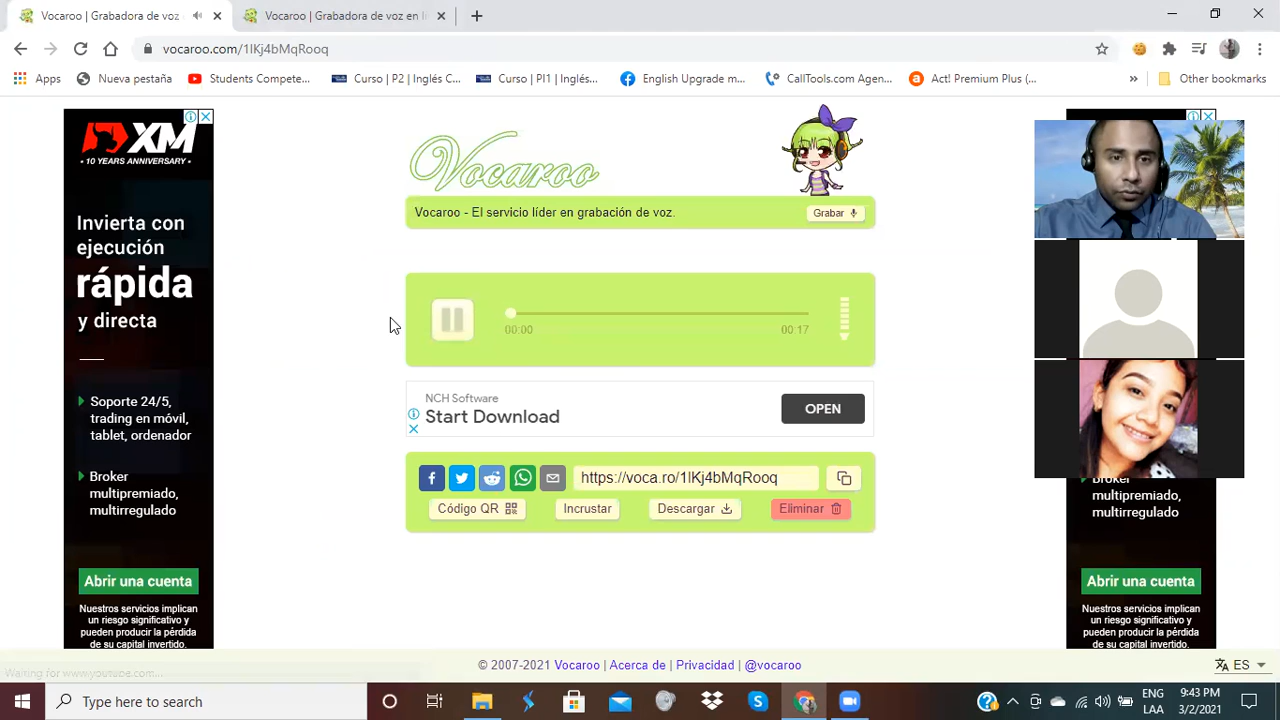 Vocaroo | Grabadora de voz
Vocaroo | Grabadora de voz en l
vocaroo.com/1lKj4bMqRooq
Apps
Nueva pestaña
Students Compete...
Curso | P2 | Inglés C...
Curso | PI1 | Inglés...
English Upgrade m...
CallTools.com Agen...
Act! Premium Plus (...
»
Other bookmarks
XM
• 10 YEARS ANNIVERSARY •
Invierta con
ejecución
rápida
y directa
Soporte 24/5,
trading en móvil,
tablet, ordenador
Broker
multipremiado,
multirregulado
Abrir una cuenta
Nuestros servicios implican
un riesgo significativo y
pueden producir la pérdida
de su capital invertido.
Vocaroo
Vocaroo - El servicio líder en grabación de voz.
Grabar
00:00
00:17
NCH Software
Start Download
OPEN
https://voca.ro/1lKj4bMqRooq
Código QR
Incrustar
Descargar
Eliminar
Broker
multipremiado,
multirregulado
Abrir una cuenta
Nuestros servicios implican
un riesgo significativo y
pueden producir la pérdida
de su capital invertido.
Waiting for www.youtube.com...
© 2007-2021 Vocaroo | Acerca de | Privacidad | @vocaroo
ES
Type here to search
ENG
LAA
9:43 PM
3/2/2021